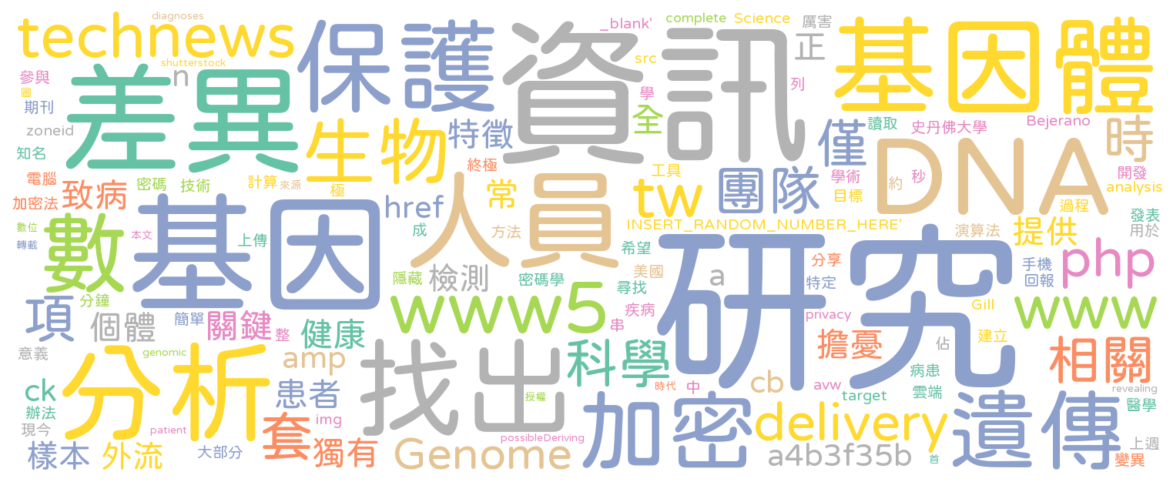 diagnoses
technews
shutterstock
_blank'
complete
Science
厲害
參與
n
差異
保護
資訊
src
正
基因體
圖
期刊
學
列
zoneid
知名
生物
特徵
全
僅
讀取
史丹佛大學
Bejerano
時
電腦
致病
密碼
技術
計算
來源
極
終極
常
工具
tw
團隊
學術
目標
約
秒
DNA
開發
analysis
過程
加密法
數
基因
href
人員
INSERT_RANDOM_NUMBER_HERE'
演算法
提供
發表
用於
數位
轉載
本文
上傳
成
方法
希望
佔
分鐘
隱藏
檢測
密碼學
美國
尋找
研究
分享
特定
a
手機
回報
php
項
個體
簡單
關鍵
整
健康
www5
疾病
串
privacy
Gill
建立
www
意義
genomic
分析
amp
找出
科學
擔憂
相關
ck
患者
授權
時代
中
cb
avw
target
病患
雲端
revealing
醫學
辦法
現今
patient
套
img
加密
delivery
遺傳
樣本
外流
大部分
獨有
Genome
possibleDeriving
a4b3f35b
首
上週
變異